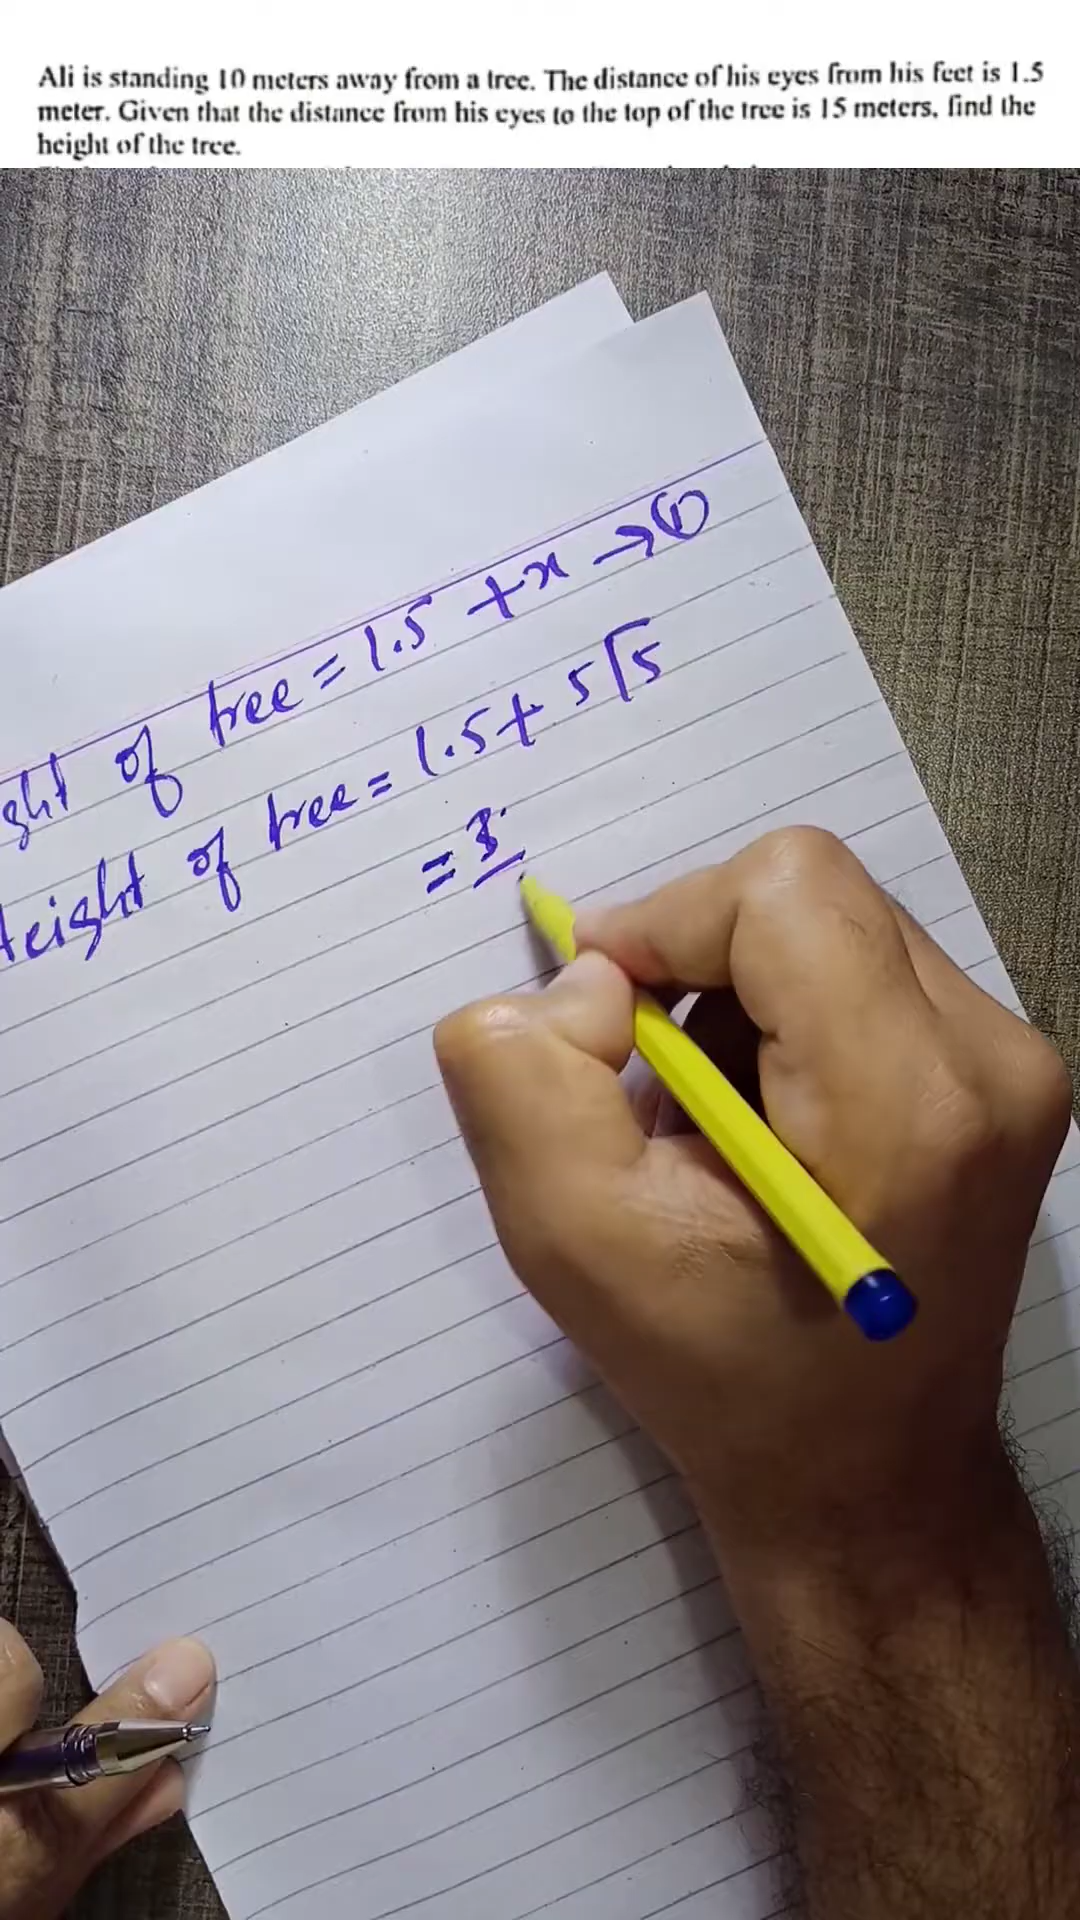 Ali is standing 10 meters away from a tree. The distance of his eyes from his feet is 1.5
meter. Given that the distance from his eyes to the top of the tree is 15 meters, find the
height of the tree.
ght of tree = 1.5 + x → ①
Height of tree = 1.5 + 5√5
= 3